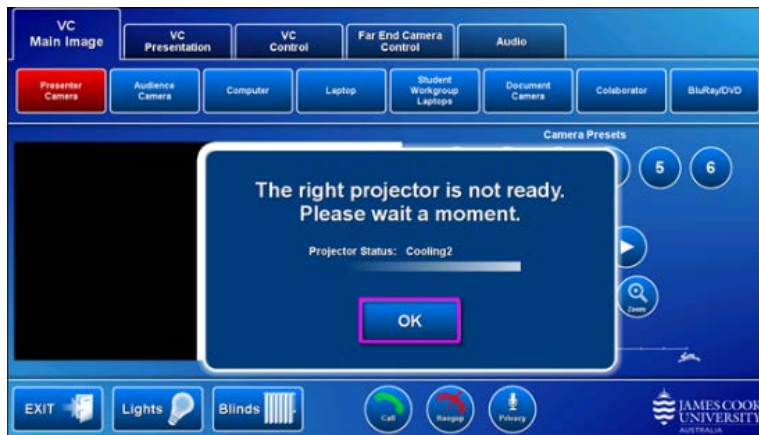 VC
Main Image
VC
Presentation
VC
Control
Far End Camera
Control
Audio
Presenter
Camera
Audience
Camera
Computer
Laptop
Student
Workgroup
Laptops
Document
Camera
Colaborator
BluRay/DVD
Camera Presets
5
6
The right projector is not ready.
Please wait a moment.
Projector Status: Cooling2
OK
Zoom
EXIT
Lights
Blinds
Call
Hangup
Privacy
JAMES COOK
UNIVERSITY
AUSTRALIA